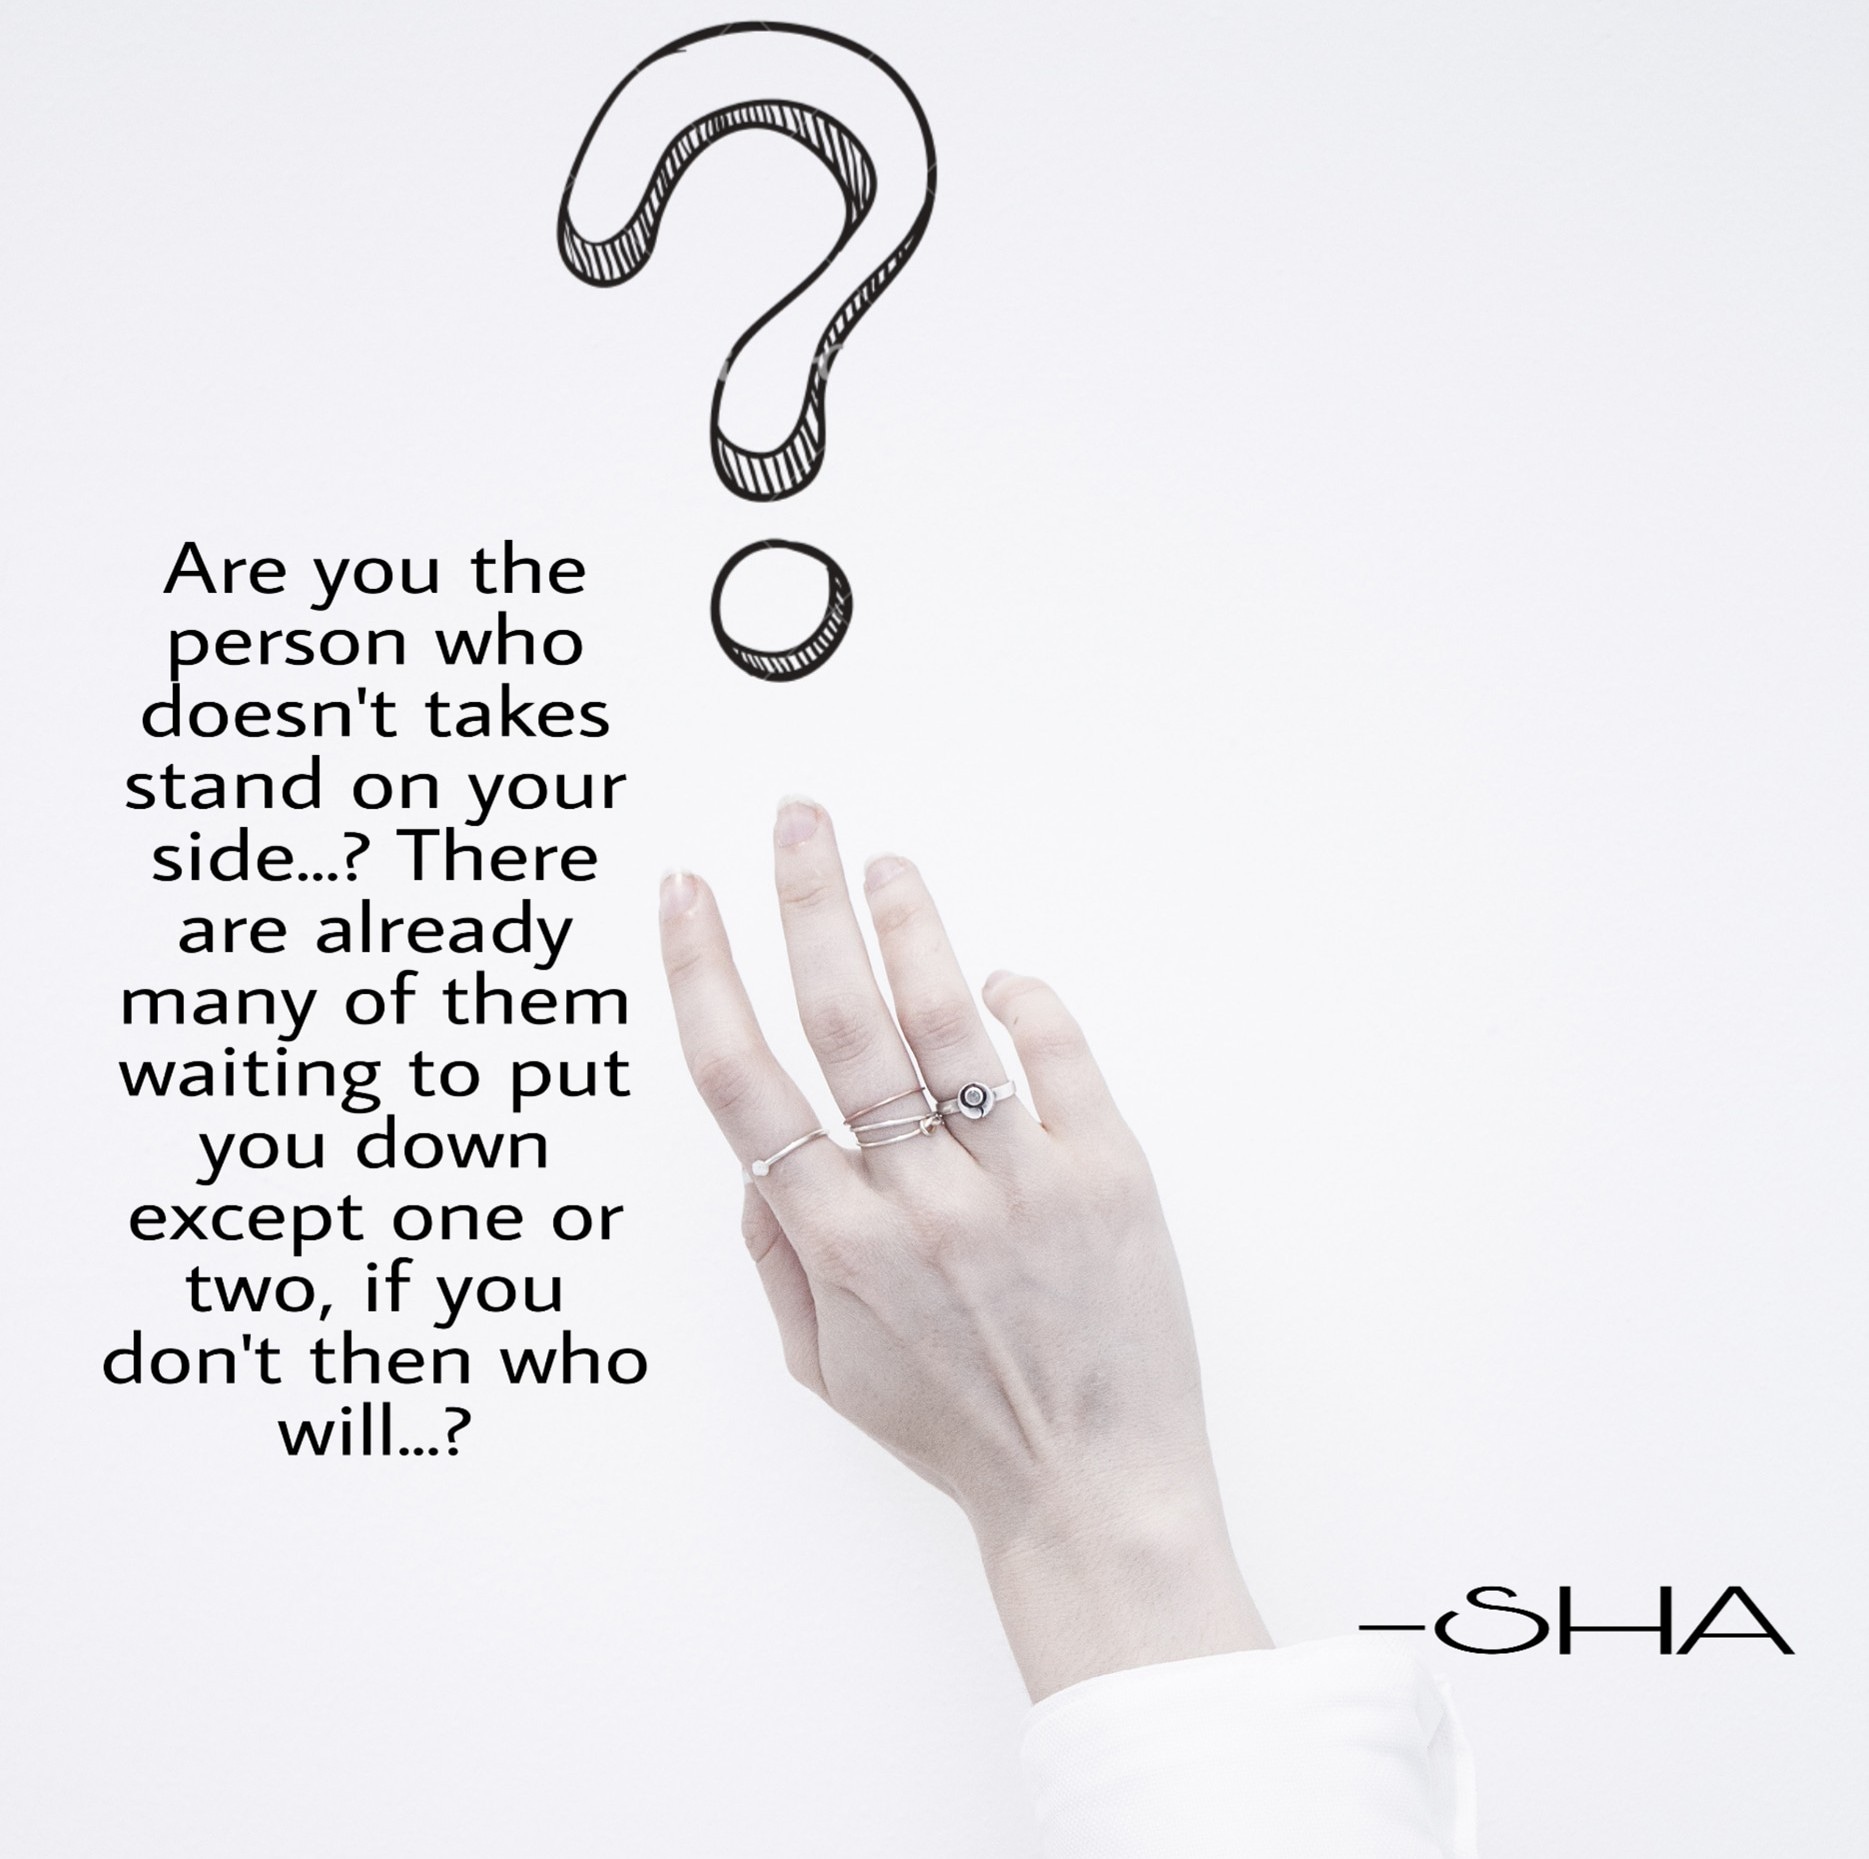 ?
Are you the
person who
doesn't takes
stand on your
side...? There
are already
many of them
waiting to put
you down
except one or
two, if you
don't then who
will...?
-SHA